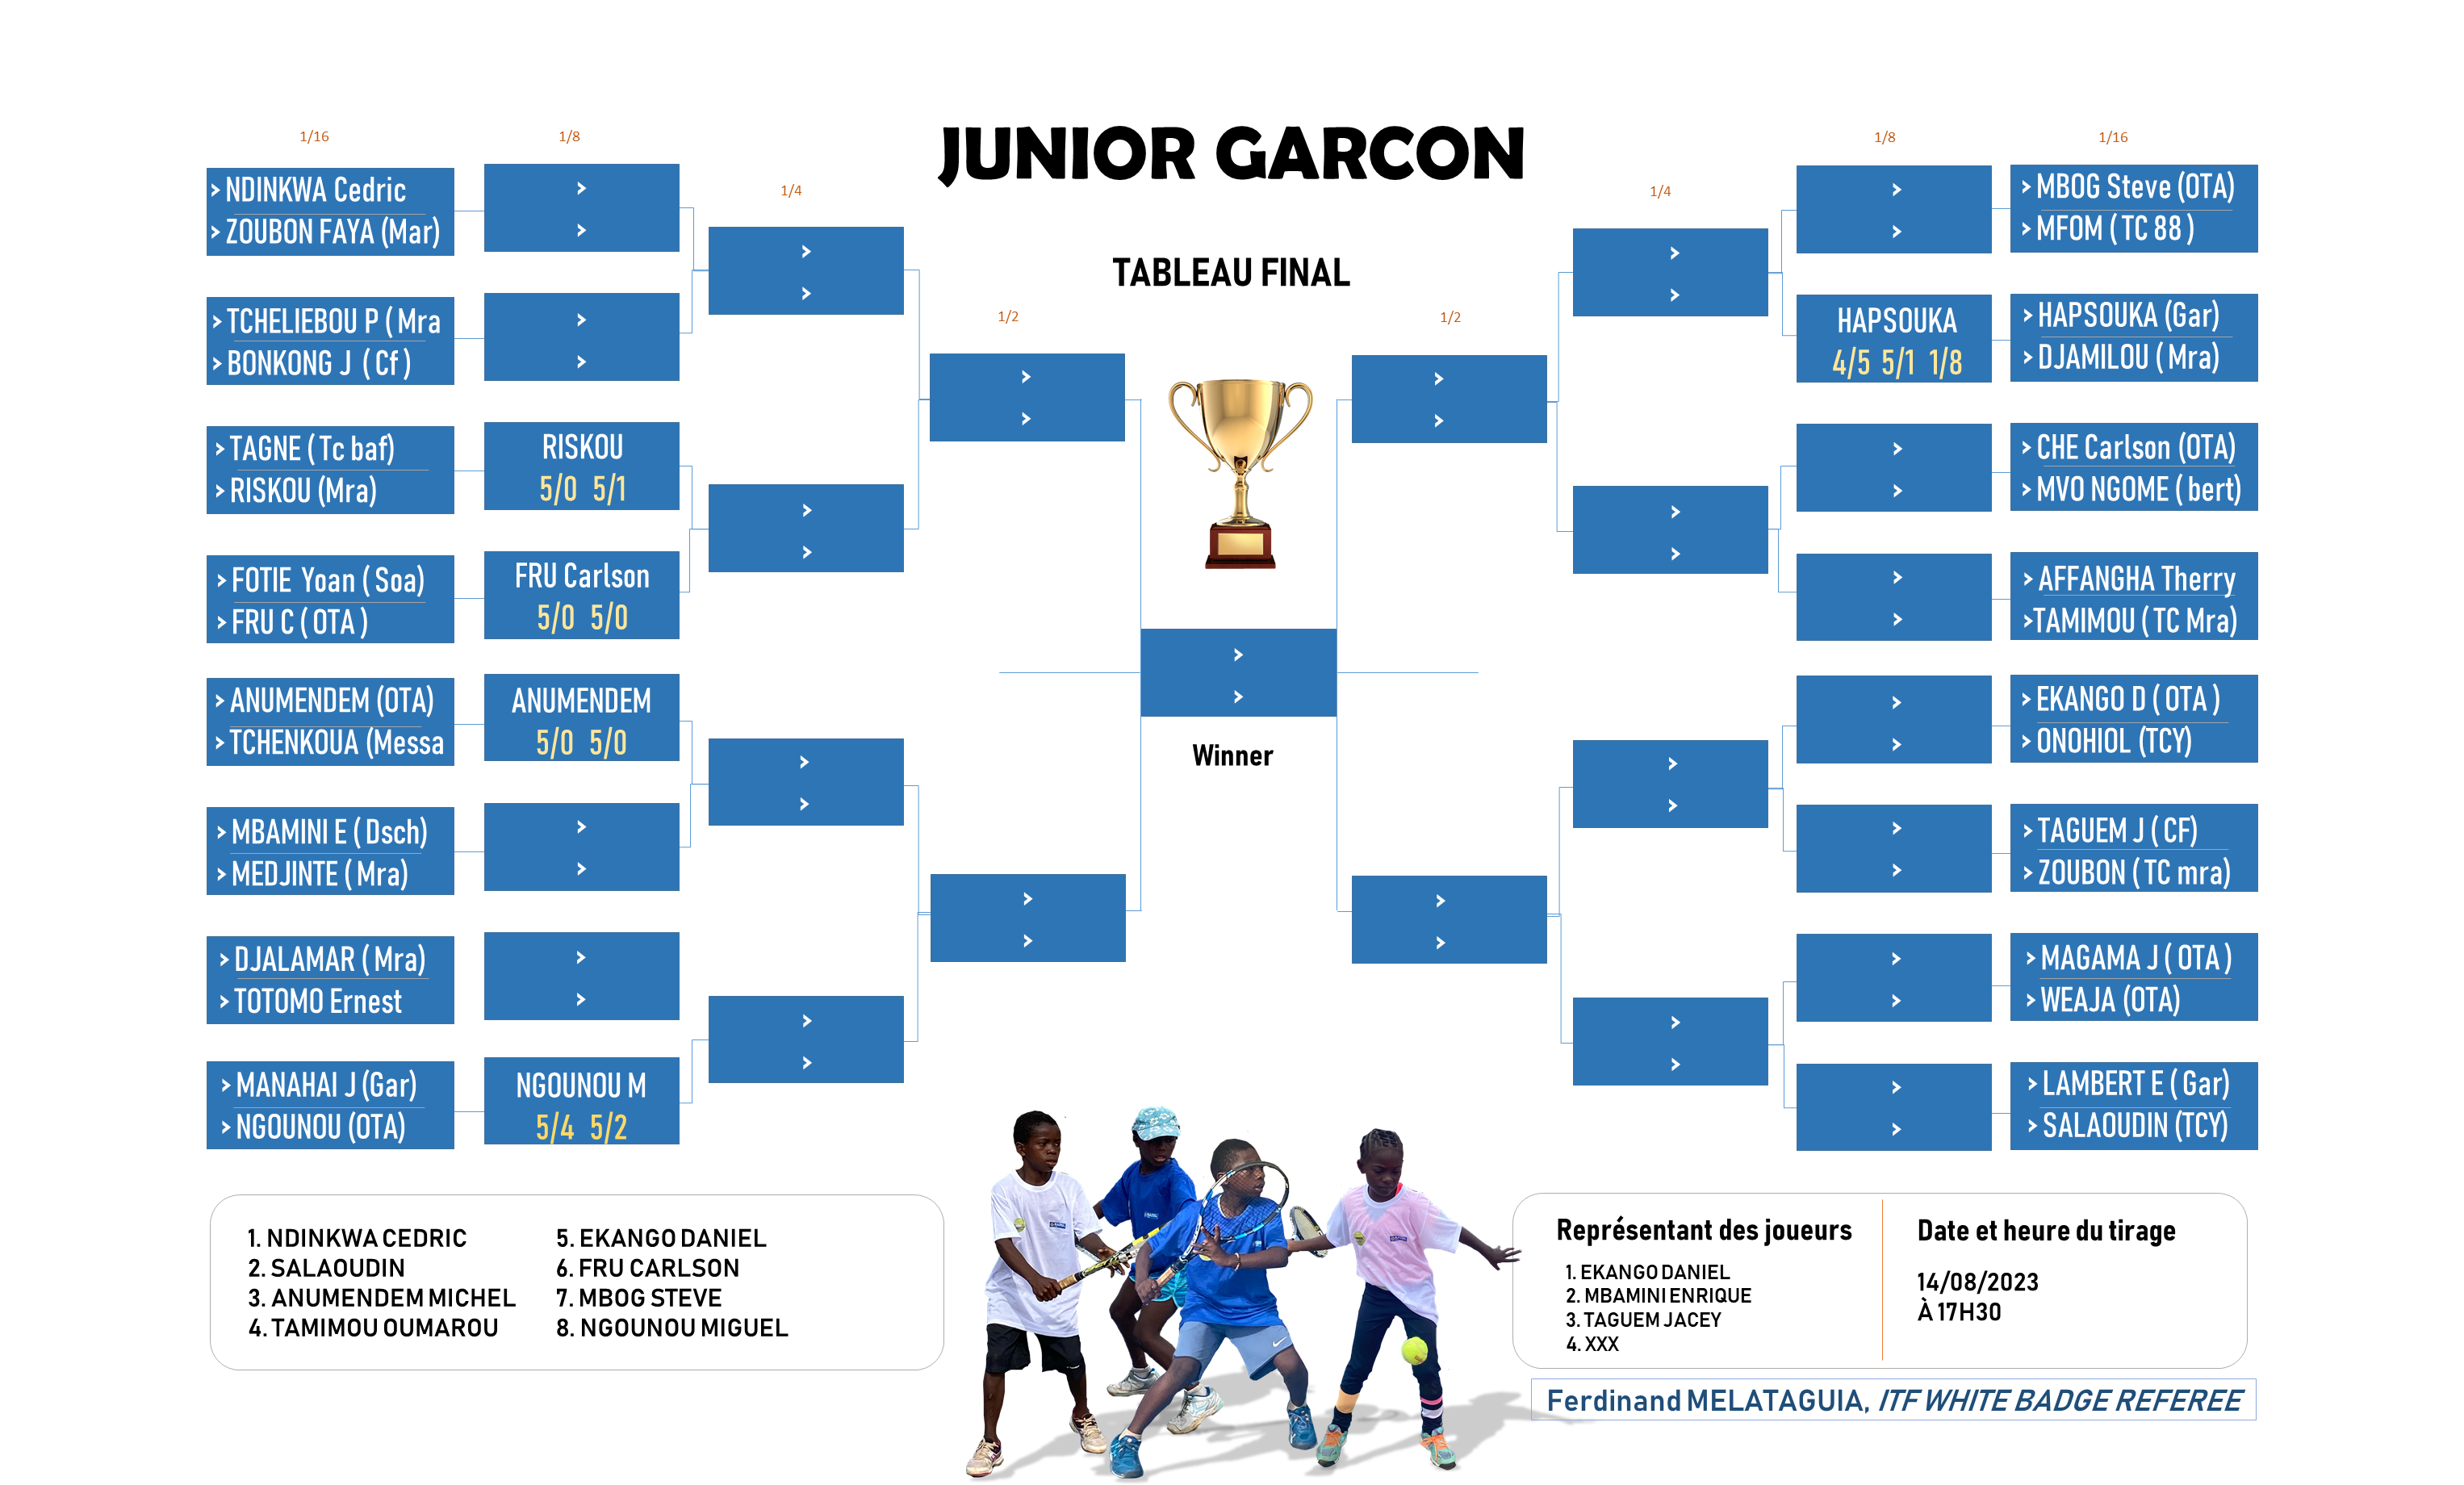 JUNIOR GARCON
TABLEAU FINAL
1/16
1/8
1/4
1/2
> NDINKWA Cedric
> ZOUBON FAYA (Mar)
> TCHELIEBOU P ( Mra
> BONKONG J ( Cf )
> TAGNE ( Tc baf)
> RISKOU (Mra)
> FOTIE Yoan ( Soa)
> FRU C ( OTA )
> ANUMENDEM (OTA)
> TCHENKOUA (Messa
> MBAMINI E ( Dsch)
> MEDJINTE ( Mra)
> DJALAMAR ( Mra)
> TOTOMO Ernest
> MANAHAI J (Gar)
> NGOUNOU (OTA)
RISKOU
5/0 5/1
FRU Carlson
5/0 5/0
ANUMENDEM
5/0 5/0
NGOUNOU M
5/4 5/2
Winner
1/2
1/4
1/8
1/16
HAPSOUKA
4/5 5/1 1/8
> MBOG Steve (OTA)
> MFOM ( TC 88 )
> HAPSOUKA (Gar)
> DJAMILOU ( Mra)
> CHE Carlson (OTA)
> MVO NGOME ( bert)
> AFFANGHA Therry
>TAMIMOU ( TC Mra)
> EKANGO D ( OTA )
> ONOHIOL (TCY)
> TAGUEM J ( CF)
> ZOUBON ( TC mra)
> MAGAMA J ( OTA )
> WEAJA (OTA)
> LAMBERT E ( Gar)
> SALAOUDIN (TCY)
1. NDINKWA CEDRIC
2. SALAOUDIN
3. ANUMENDEM MICHEL
4. TAMIMOU OUMAROU
5. EKANGO DANIEL
6. FRU CARLSON
7. MBOG STEVE
8. NGOUNOU MIGUEL
Représentant des joueurs
1. EKANGO DANIEL
2. MBAMINI ENRIQUE
3. TAGUEM JACEY
4. XXX
Date et heure du tirage
14/08/2023
À 17H30
Ferdinand MELATAGUIA, ITF WHITE BADGE REFEREE